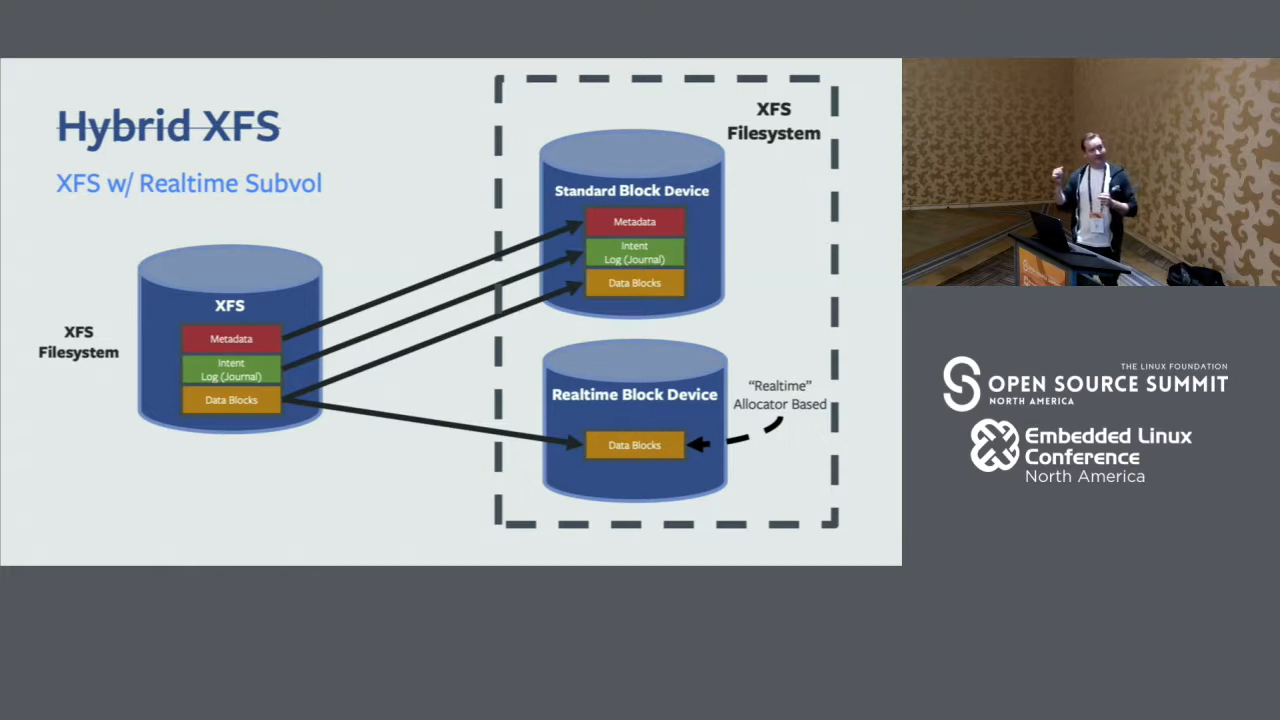 Hybrid XFS
XFS w/ Realtime Subvol
XFS
Filesystem
XFS
Metadata
Intent
Log (Journal)
Data Blocks
XFS
Filesystem
Standard Block Device
Metadata
Intent
Log (Journal)
Data Blocks
Realtime Block Device
Data Blocks
“Realtime”
Allocator Based
THE LINUX FOUNDATION
OPEN SOURCE SUMMIT
NORTH AMERICA
Embedded Linux
Conference
North America